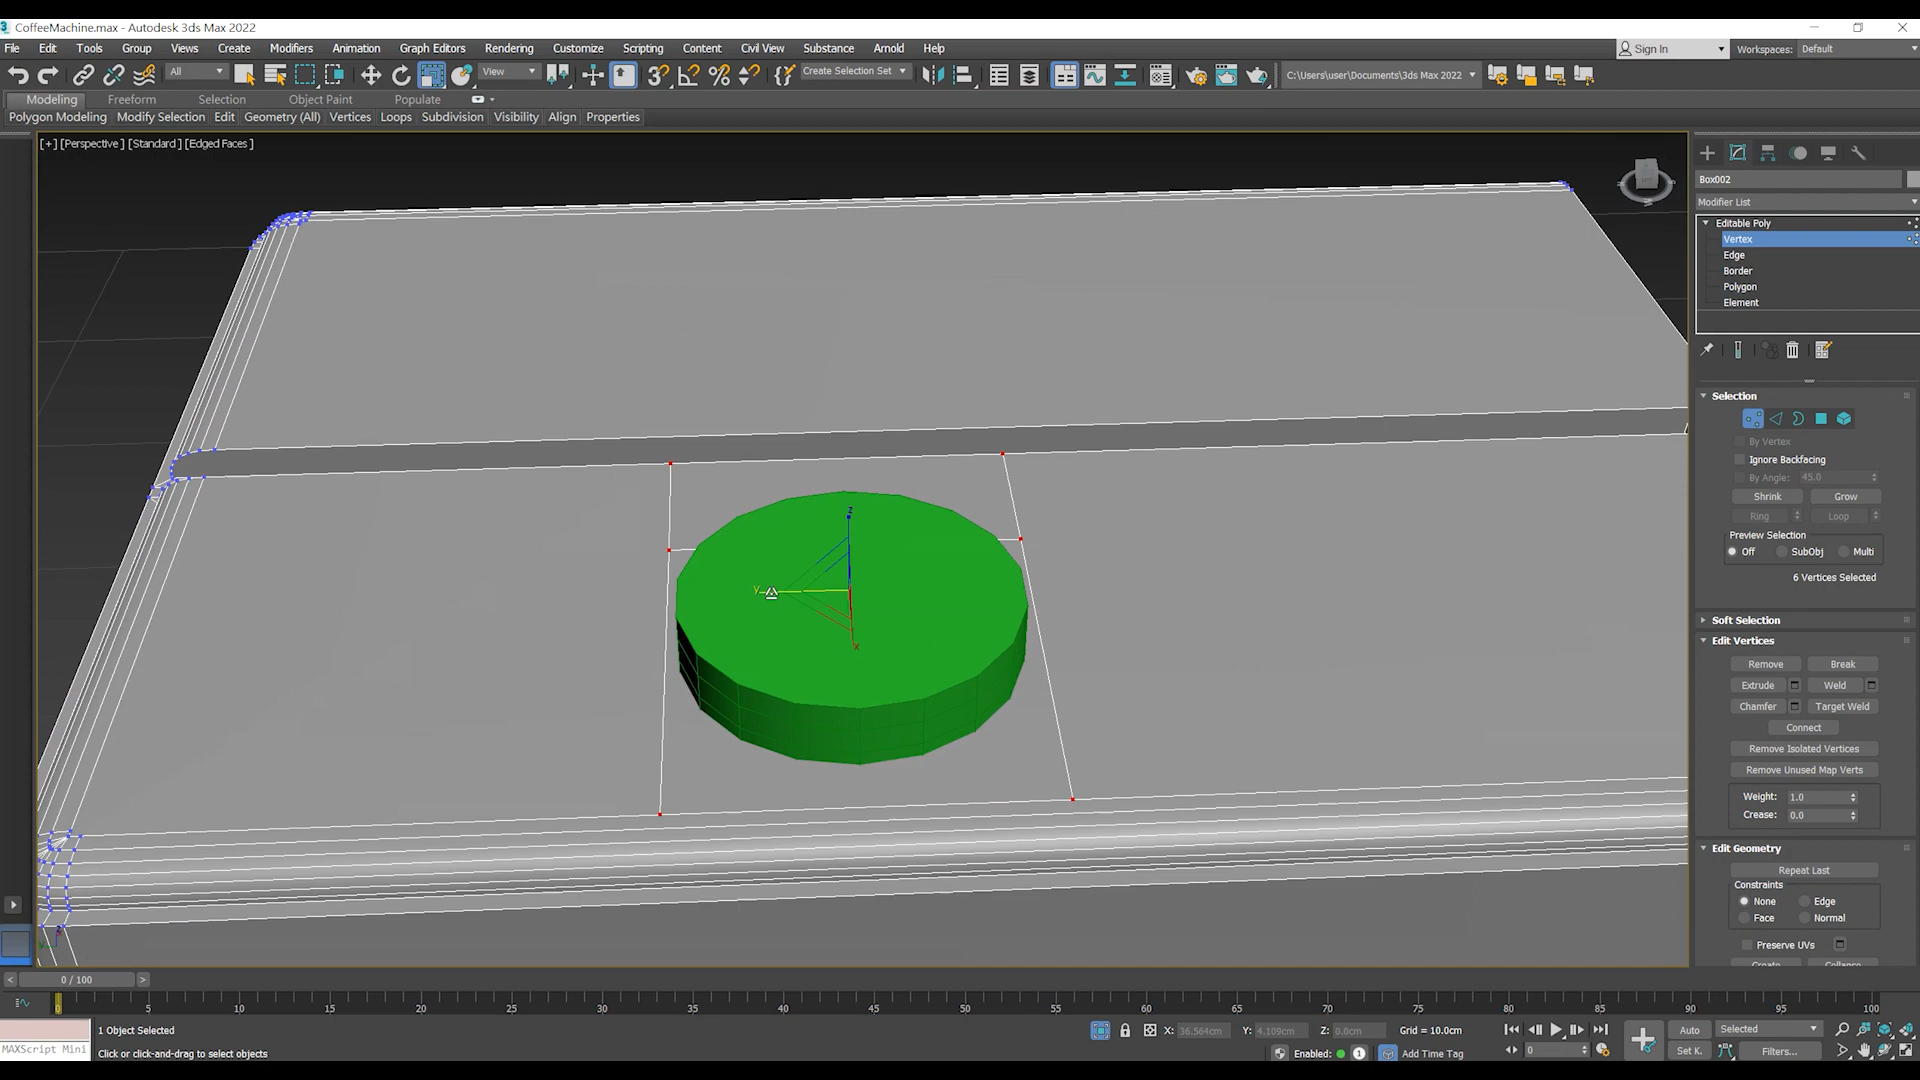 CoffeeMachine.max - Autodesk 3ds Max 2022
File Edit Tools Group Views Create Modifiers Animation Graph Editors Rendering Customize Scripting Content Civil View Substance Arnold Help
Sign In Workspaces: Default
All View Create Selection Set C:\Users\user\Documents\3ds Max 2022
Modeling Freeform Selection Object Paint Populate
Polygon Modeling Modify Selection Edit Geometry (All) Vertices Loops Subdivision Visibility Align Properties
[+] [Perspective ] [Standard ] [Edged Faces ]
Box002
Modifier List
Editable Poly
Vertex
Edge
Border
Polygon
Element
Selection
By Vertex
Ignore Backfacing
By Angle: 45.0
Shrink Grow
Ring Loop
Preview Selection
Off SubObj Multi
6 Vertices Selected
Soft Selection
Edit Vertices
Remove Break
Extrude Weld
Chamfer Target Weld
Connect
Remove Isolated Vertices
Remove Unused Map Verts
Weight: 1.0
Crease: 0.0
Edit Geometry
Repeat Last
Constraints
None Edge
Face Normal
Preserve UVs
Create Collapse
z
y
x
< 0 / 100 >
0 5 10 15 20 25 30 35 40 45 50 55 60 65 70 75 80 85 90 95 100
1 Object Selected X: 36.564cm Y: 4.109cm Z: 0.0cm Grid = 10.0cm Auto Selected
MAXScript Mini Click or click-and-drag to select objects Enabled: 1 Add Time Tag 0 Set K. Filters...